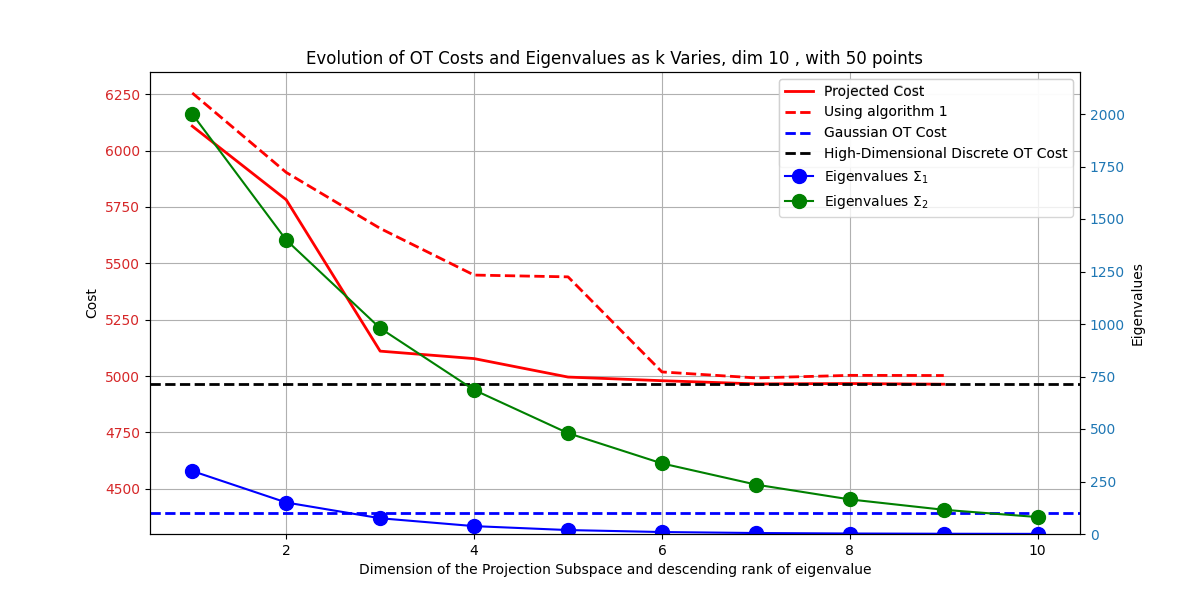 Evolution of OT Costs and Eigenvalues as k Varies, dim 10 , with 50 points
Projected Cost
Using algorithm 1
Gaussian OT Cost
High-Dimensional Discrete OT Cost
Eigenvalues Σ₁
Eigenvalues Σ₂
Cost
6250
6000
5750
5500
5250
5000
4750
4500
2000
1750
1500
1250
1000
750
500
250
0
Eigenvalues
2 4 6 8 10
Dimension of the Projection Subspace and descending rank of eigenvalue